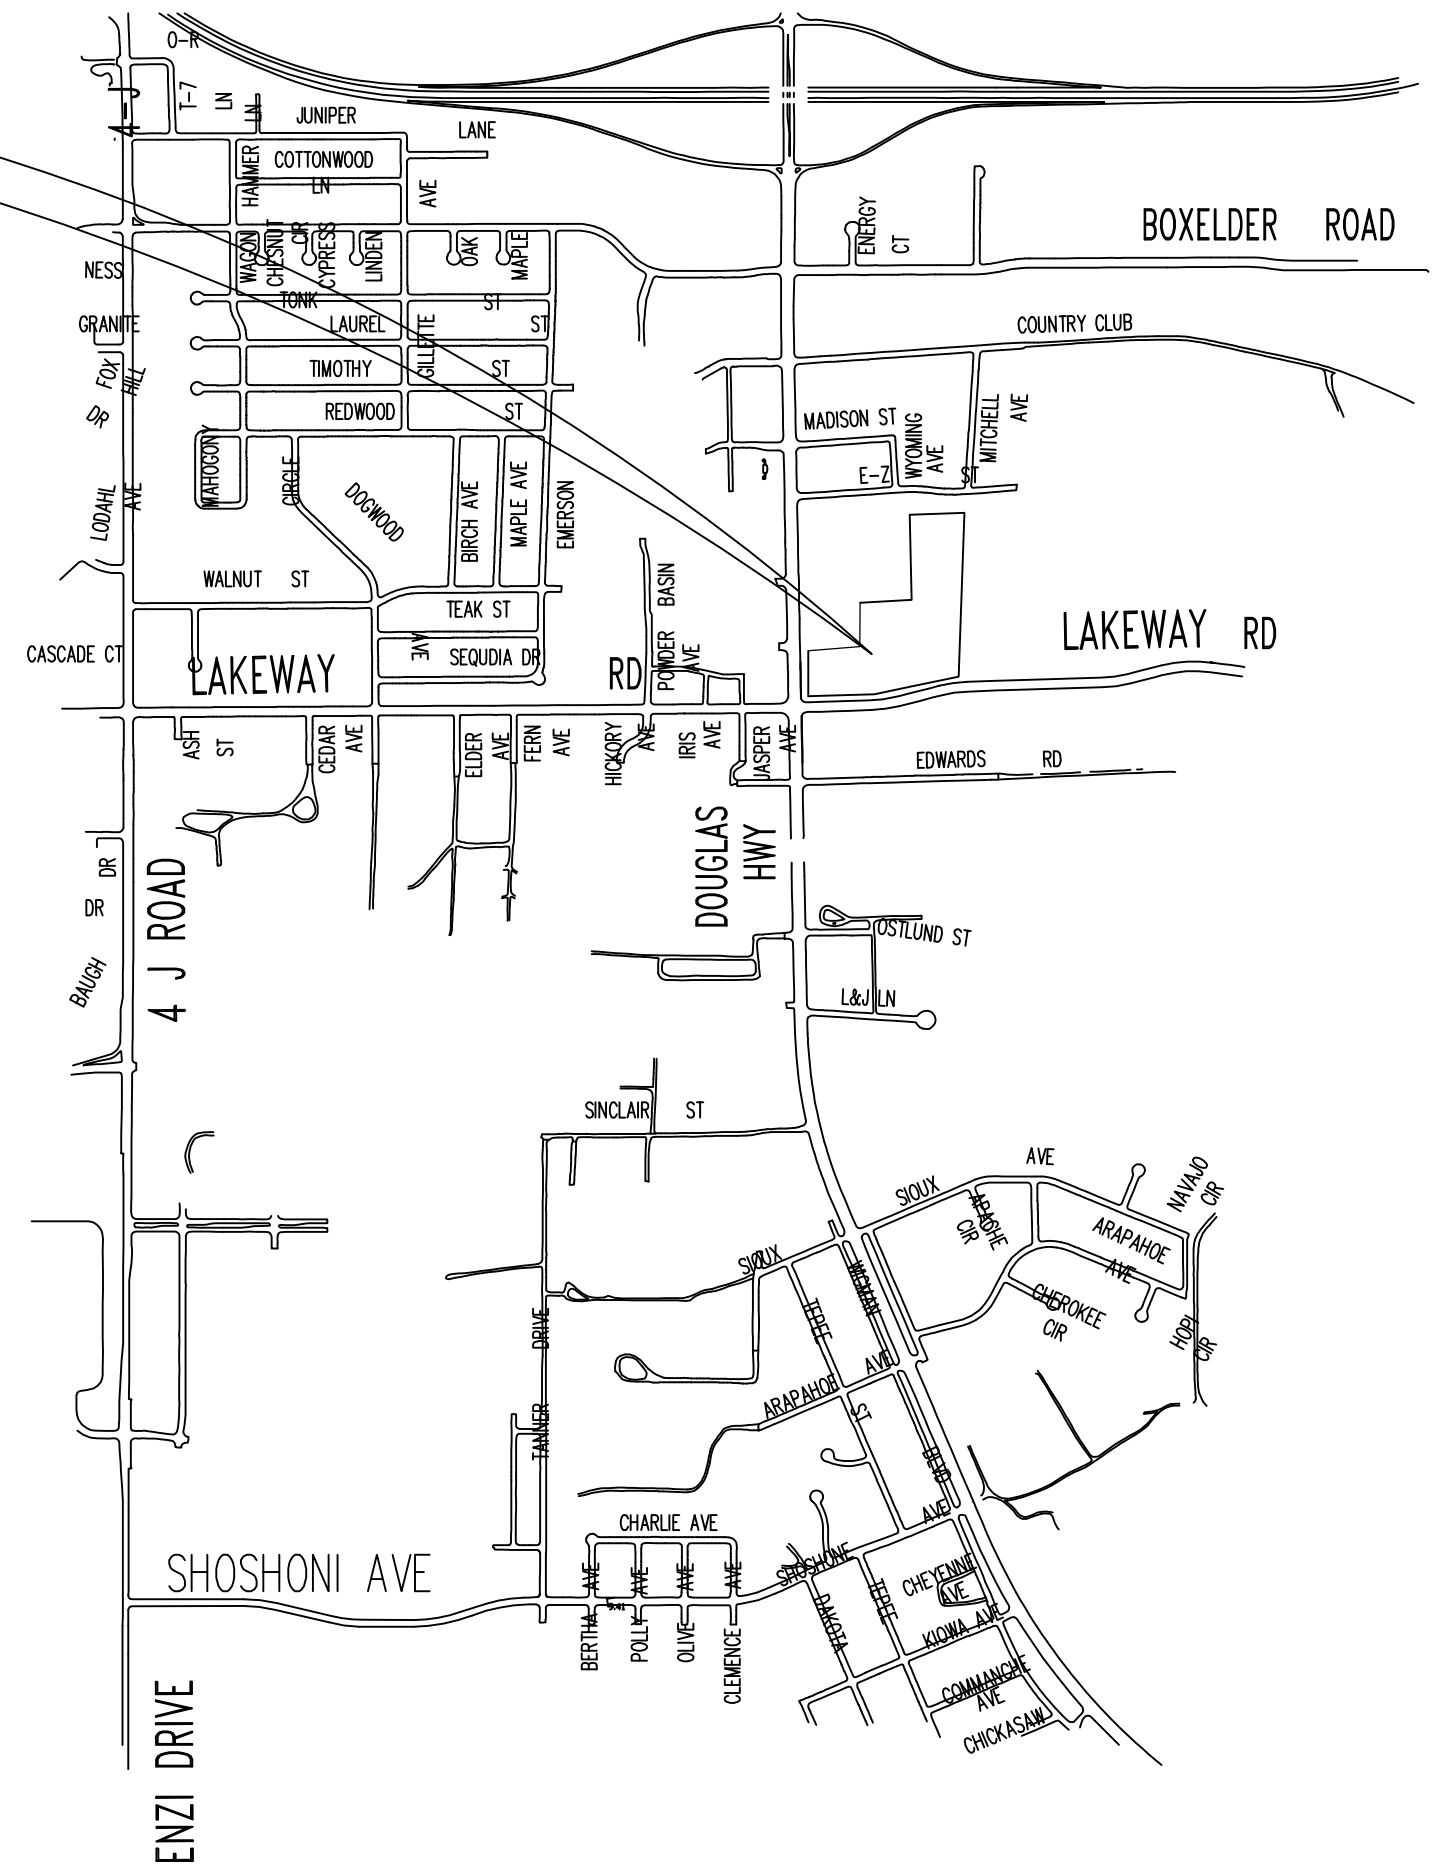 O-R
4-J
T-7
LN
LN
JUNIPER
LANE
HAMMER
COTTONWOOD
LN
AVE
ENERGY
CT
BOXELDER ROAD
NESS
WAGON
CHESNUT
CIR
CYPRESS
LINDEN
OAK
MAPLE
TONK
ST
GRANITE
LAUREL
GILLETTE
ST
COUNTRY CLUB
FOX
HILL
DR
TIMOTHY
ST
REDWOOD
ST
MADISON ST
WYOMING
AVE
MITCHELL
AVE
MAHOGONY
CIRCLE
DOGWOOD
E-Z
ST
LODAHL
AVE
BIRCH AVE
MAPLE AVE
EMERSON
WALNUT ST
TEAK ST
POWDER BASIN
AVE
LAKEWAY RD
CASCADE CT
AVE
SEQUDIA DR
LAKEWAY
RD
ASH
ST
CEDAR
AVE
ELDER
AVE
FERN
AVE
HICKORY
AVE
IRIS
AVE
JASPER
AVE
EDWARDS
RD
DOUGLAS
HWY
DR
DR
BAUGH
4 J ROAD
OSTLUND ST
L&J LN
SINCLAIR ST
SIOUX
AVE
NAVAJO
CIR
APACHE
CIR
ARAPAHOE
AVE
SIOUX
WIGMAN
TEPEE
CHEROKEE
CIR
HOPI
CIR
DRIVE
TANNER
ARAPAHOE
AVE
ST
BLVD
CHARLIE AVE
AVE
SHOSHONI AVE
AVE
AVE
AVE
AVE
SHOSHONE
CHEYENNE
AVE
BERTHA
POLLY
OLIVE
CLEMENCE
DAKOTA
TEPEE
KIOWA AVE
COMMANCHE
AVE
CHICKASAW
ENZI DRIVE